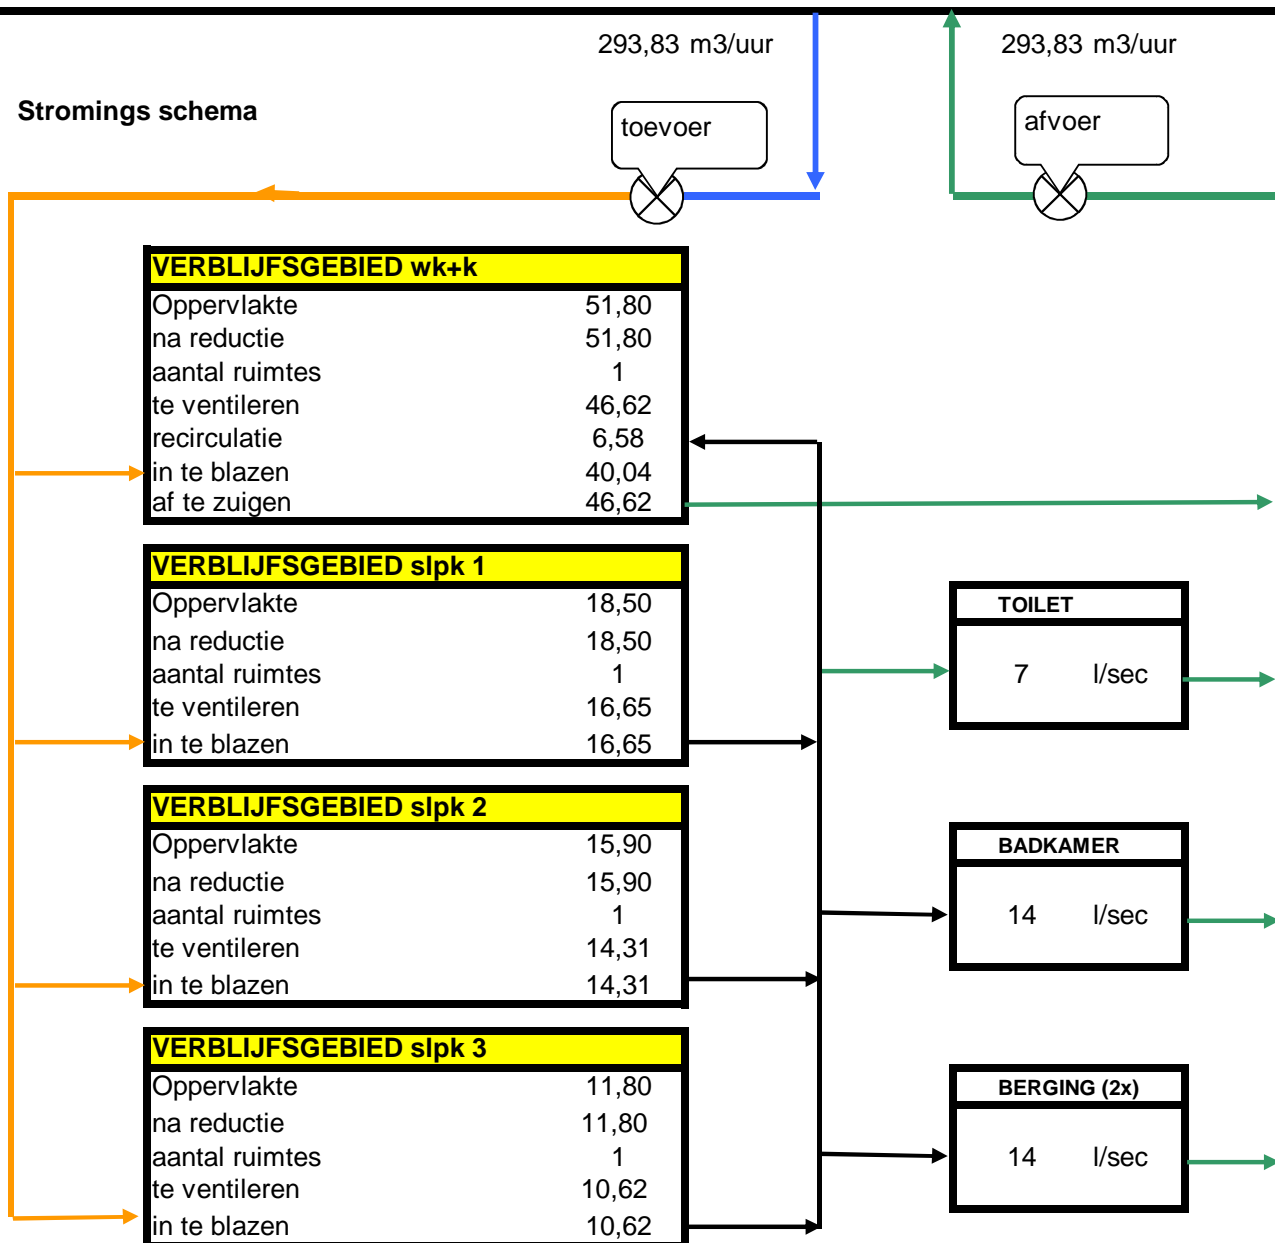 293,83 m3/uur
293,83 m3/uur
Stromings schema
toevoer
afvoer
VERBLIJFSGEBIED wk+k
Oppervlakte 51,80
na reductie 51,80
aantal ruimtes 1
te ventileren 46,62
recirculatie 6,58
in te blazen 40,04
af te zuigen 46,62
VERBLIJFSGEBIED slpk 1
Oppervlakte 18,50
na reductie 18,50
aantal ruimtes 1
te ventileren 16,65
in te blazen 16,65
TOILET
7 l/sec
VERBLIJFSGEBIED slpk 2
Oppervlakte 15,90
na reductie 15,90
aantal ruimtes 1
te ventileren 14,31
in te blazen 14,31
BADKAMER
14 l/sec
VERBLIJFSGEBIED slpk 3
Oppervlakte 11,80
na reductie 11,80
aantal ruimtes 1
te ventileren 10,62
in te blazen 10,62
BERGING (2x)
14 l/sec